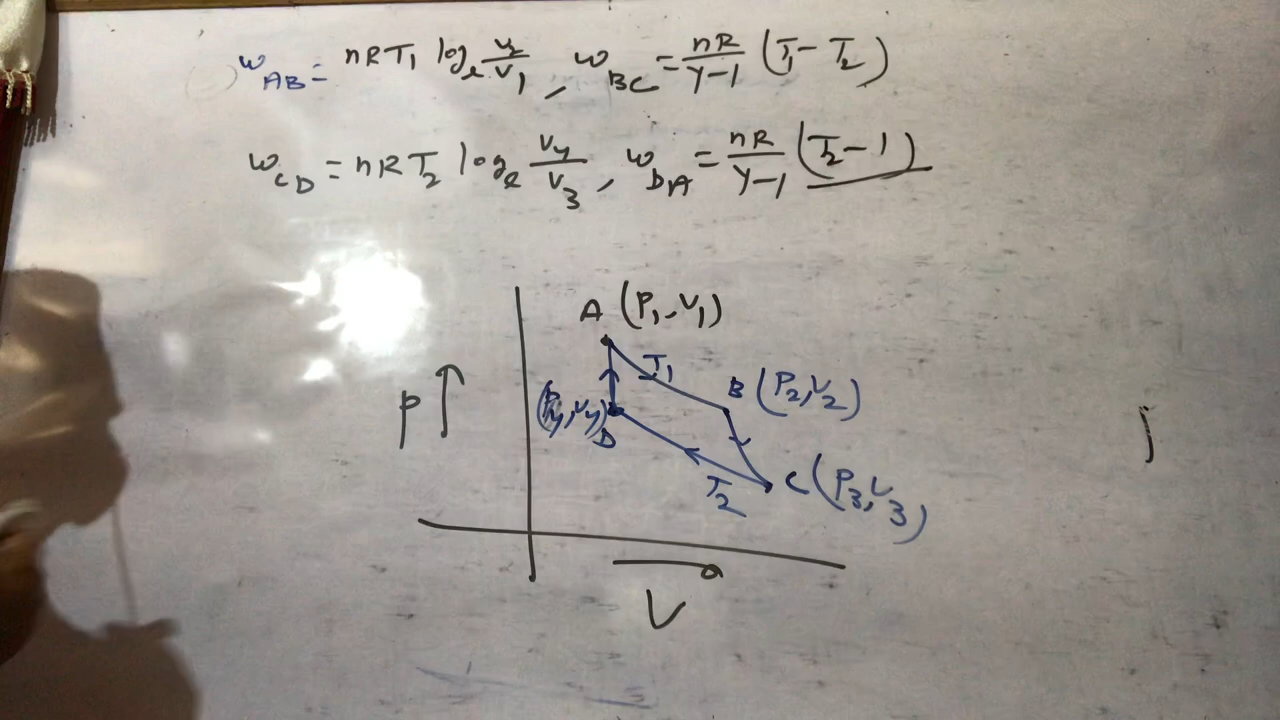 W_AB = nRT₁ logₑ V₂/V₁, W_BC = nR/γ-1 (T₁ - T₂)
W_CD = nRT₂ logₑ V₄/V₃, W_DA = nR/γ-1 (T₂ - 1)
A (P₁, V₁)
T₁
P↑
B (P₂, V₂)
(P₄, V₄)
D
C (P₃, V₃)
T₂
V